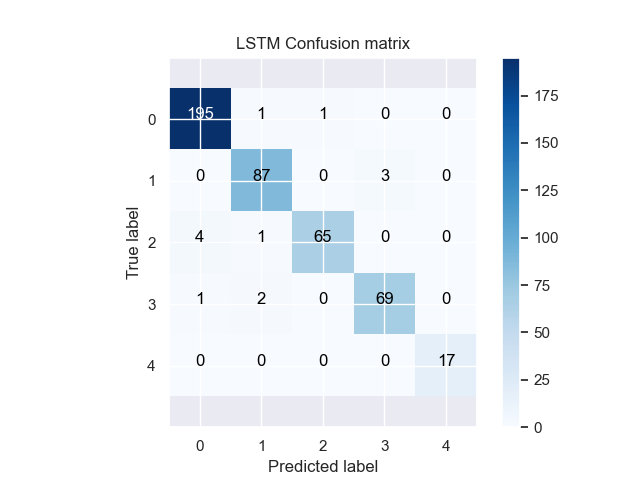 LSTM Confusion matrix
True label
0 195 1 1 0 0
1 0 87 0 3 0
2 4 1 65 0 0
3 1 2 0 69 0
4 0 0 0 0 17
0 1 2 3 4
Predicted label
175
150
125
100
75
50
25
0